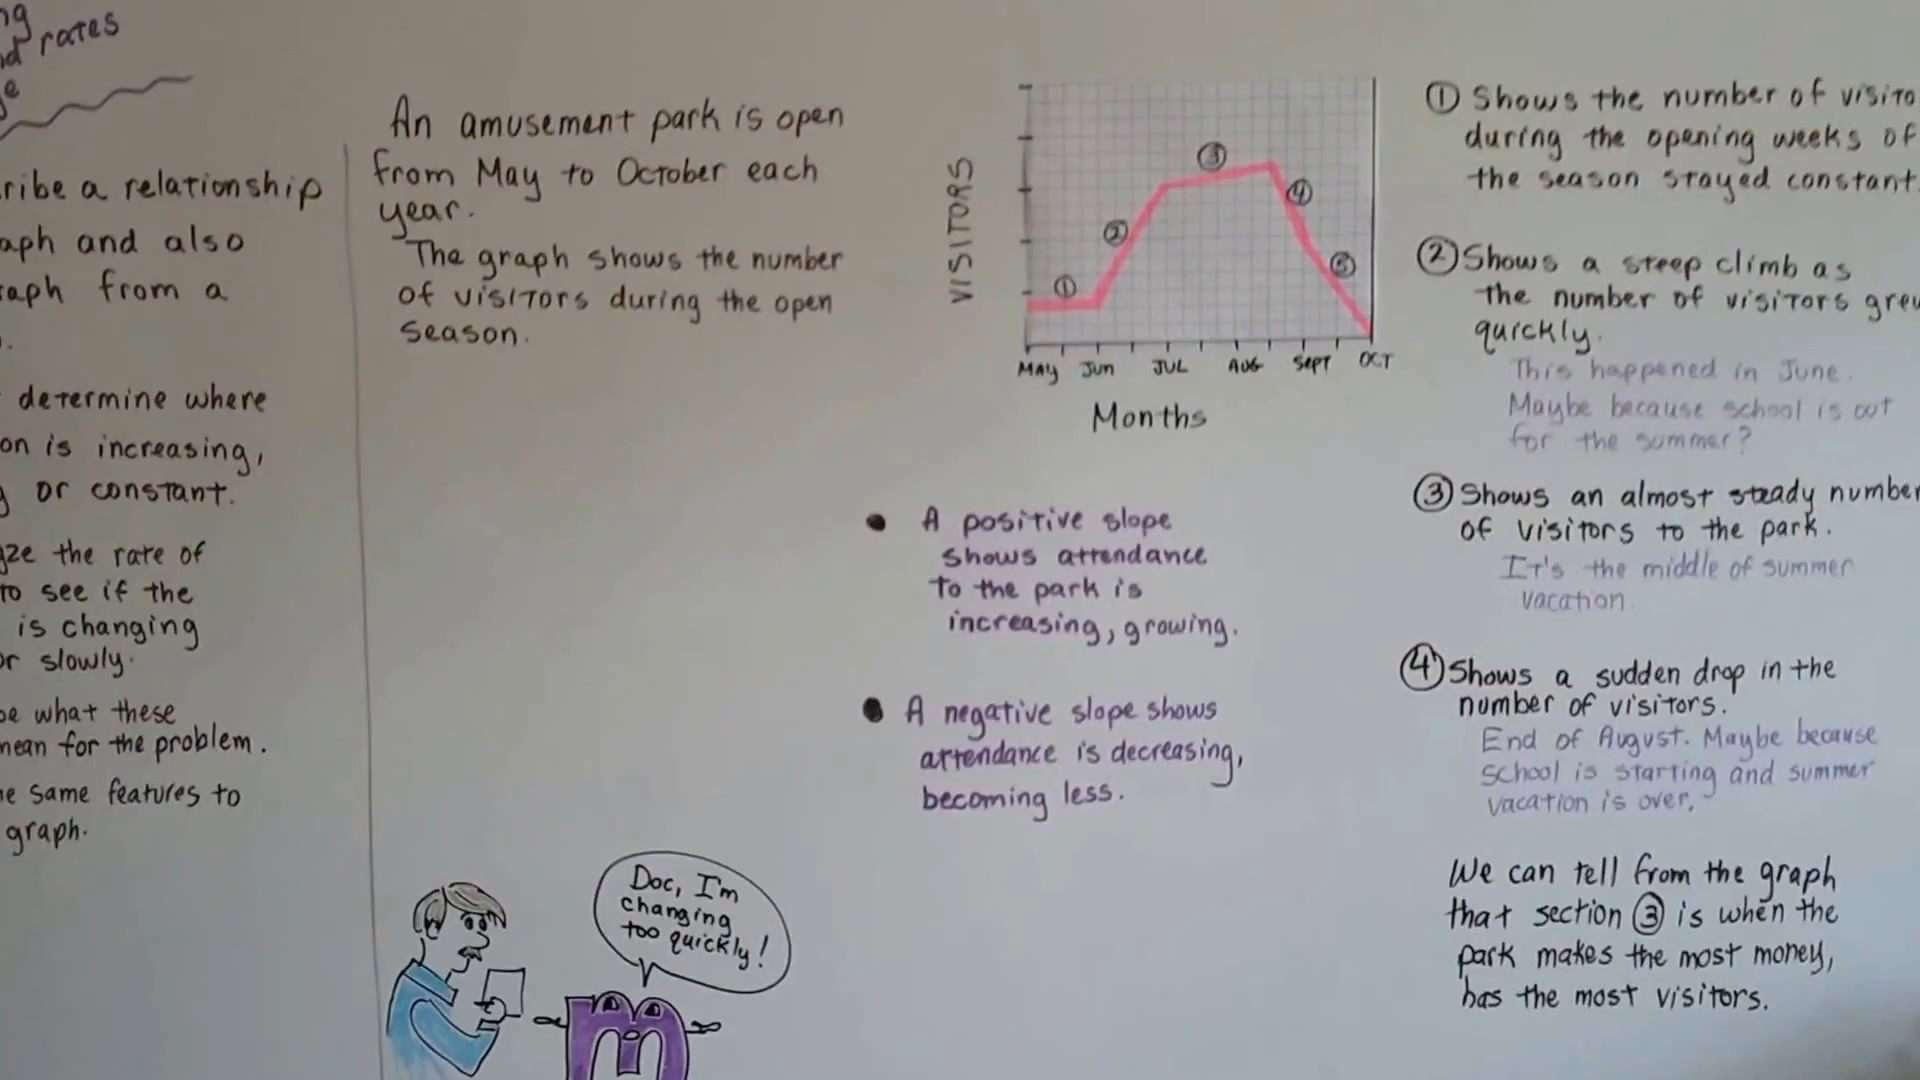 rates
ribe a relationship
aph and also
raph from a
determine where
on is increasing,
or constant.
ze the rate of
to see if the
is changing
or slowly.
be what these
mean for the problem.
e same features to
graph.
An amusement park is open
from May to October each
year.
The graph shows the number
of visitors during the open
season.
Doc, I'm
changing
too quickly!
VISITORS
① ② ③ ④ ⑤
MAY Jun JUL AUG SEPT OCT
Months
• A positive slope
shows attendance
to the park is
increasing, growing.
• A negative slope shows
attendance is decreasing,
becoming less.
① Shows the number of visito
during the opening weeks of
the season stayed constant.
② Shows a steep climb as
the number of visitors grew
quickly.
This happened in June.
Maybe because school is out
for the summer?
③ Shows an almost steady number
of visitors to the park.
It's the middle of summer
vacation
④ Shows a sudden drop in the
number of visitors.
End of August. Maybe because
school is starting and summer
vacation is over.
We can tell from the graph
that section ③ is when the
park makes the most money,
has the most visitors.